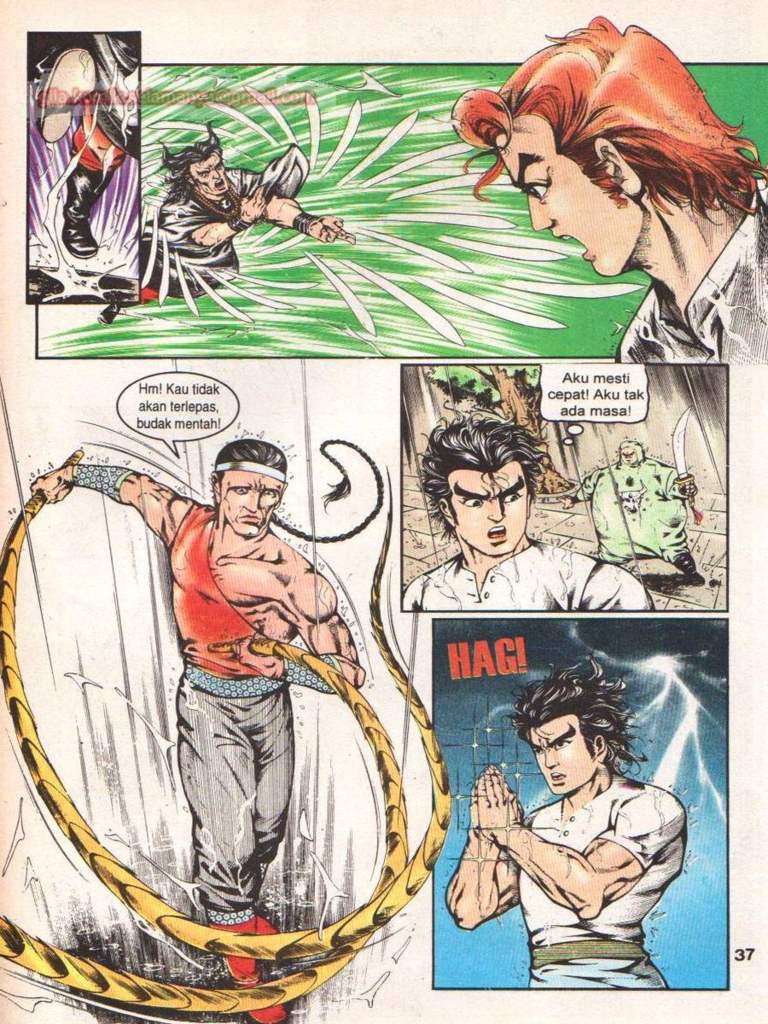 Hm! Kau tidak
akan terlepas,
budak mentah!
Aku mesti
cepat! Aku tak
ada masa!
HAG!
37